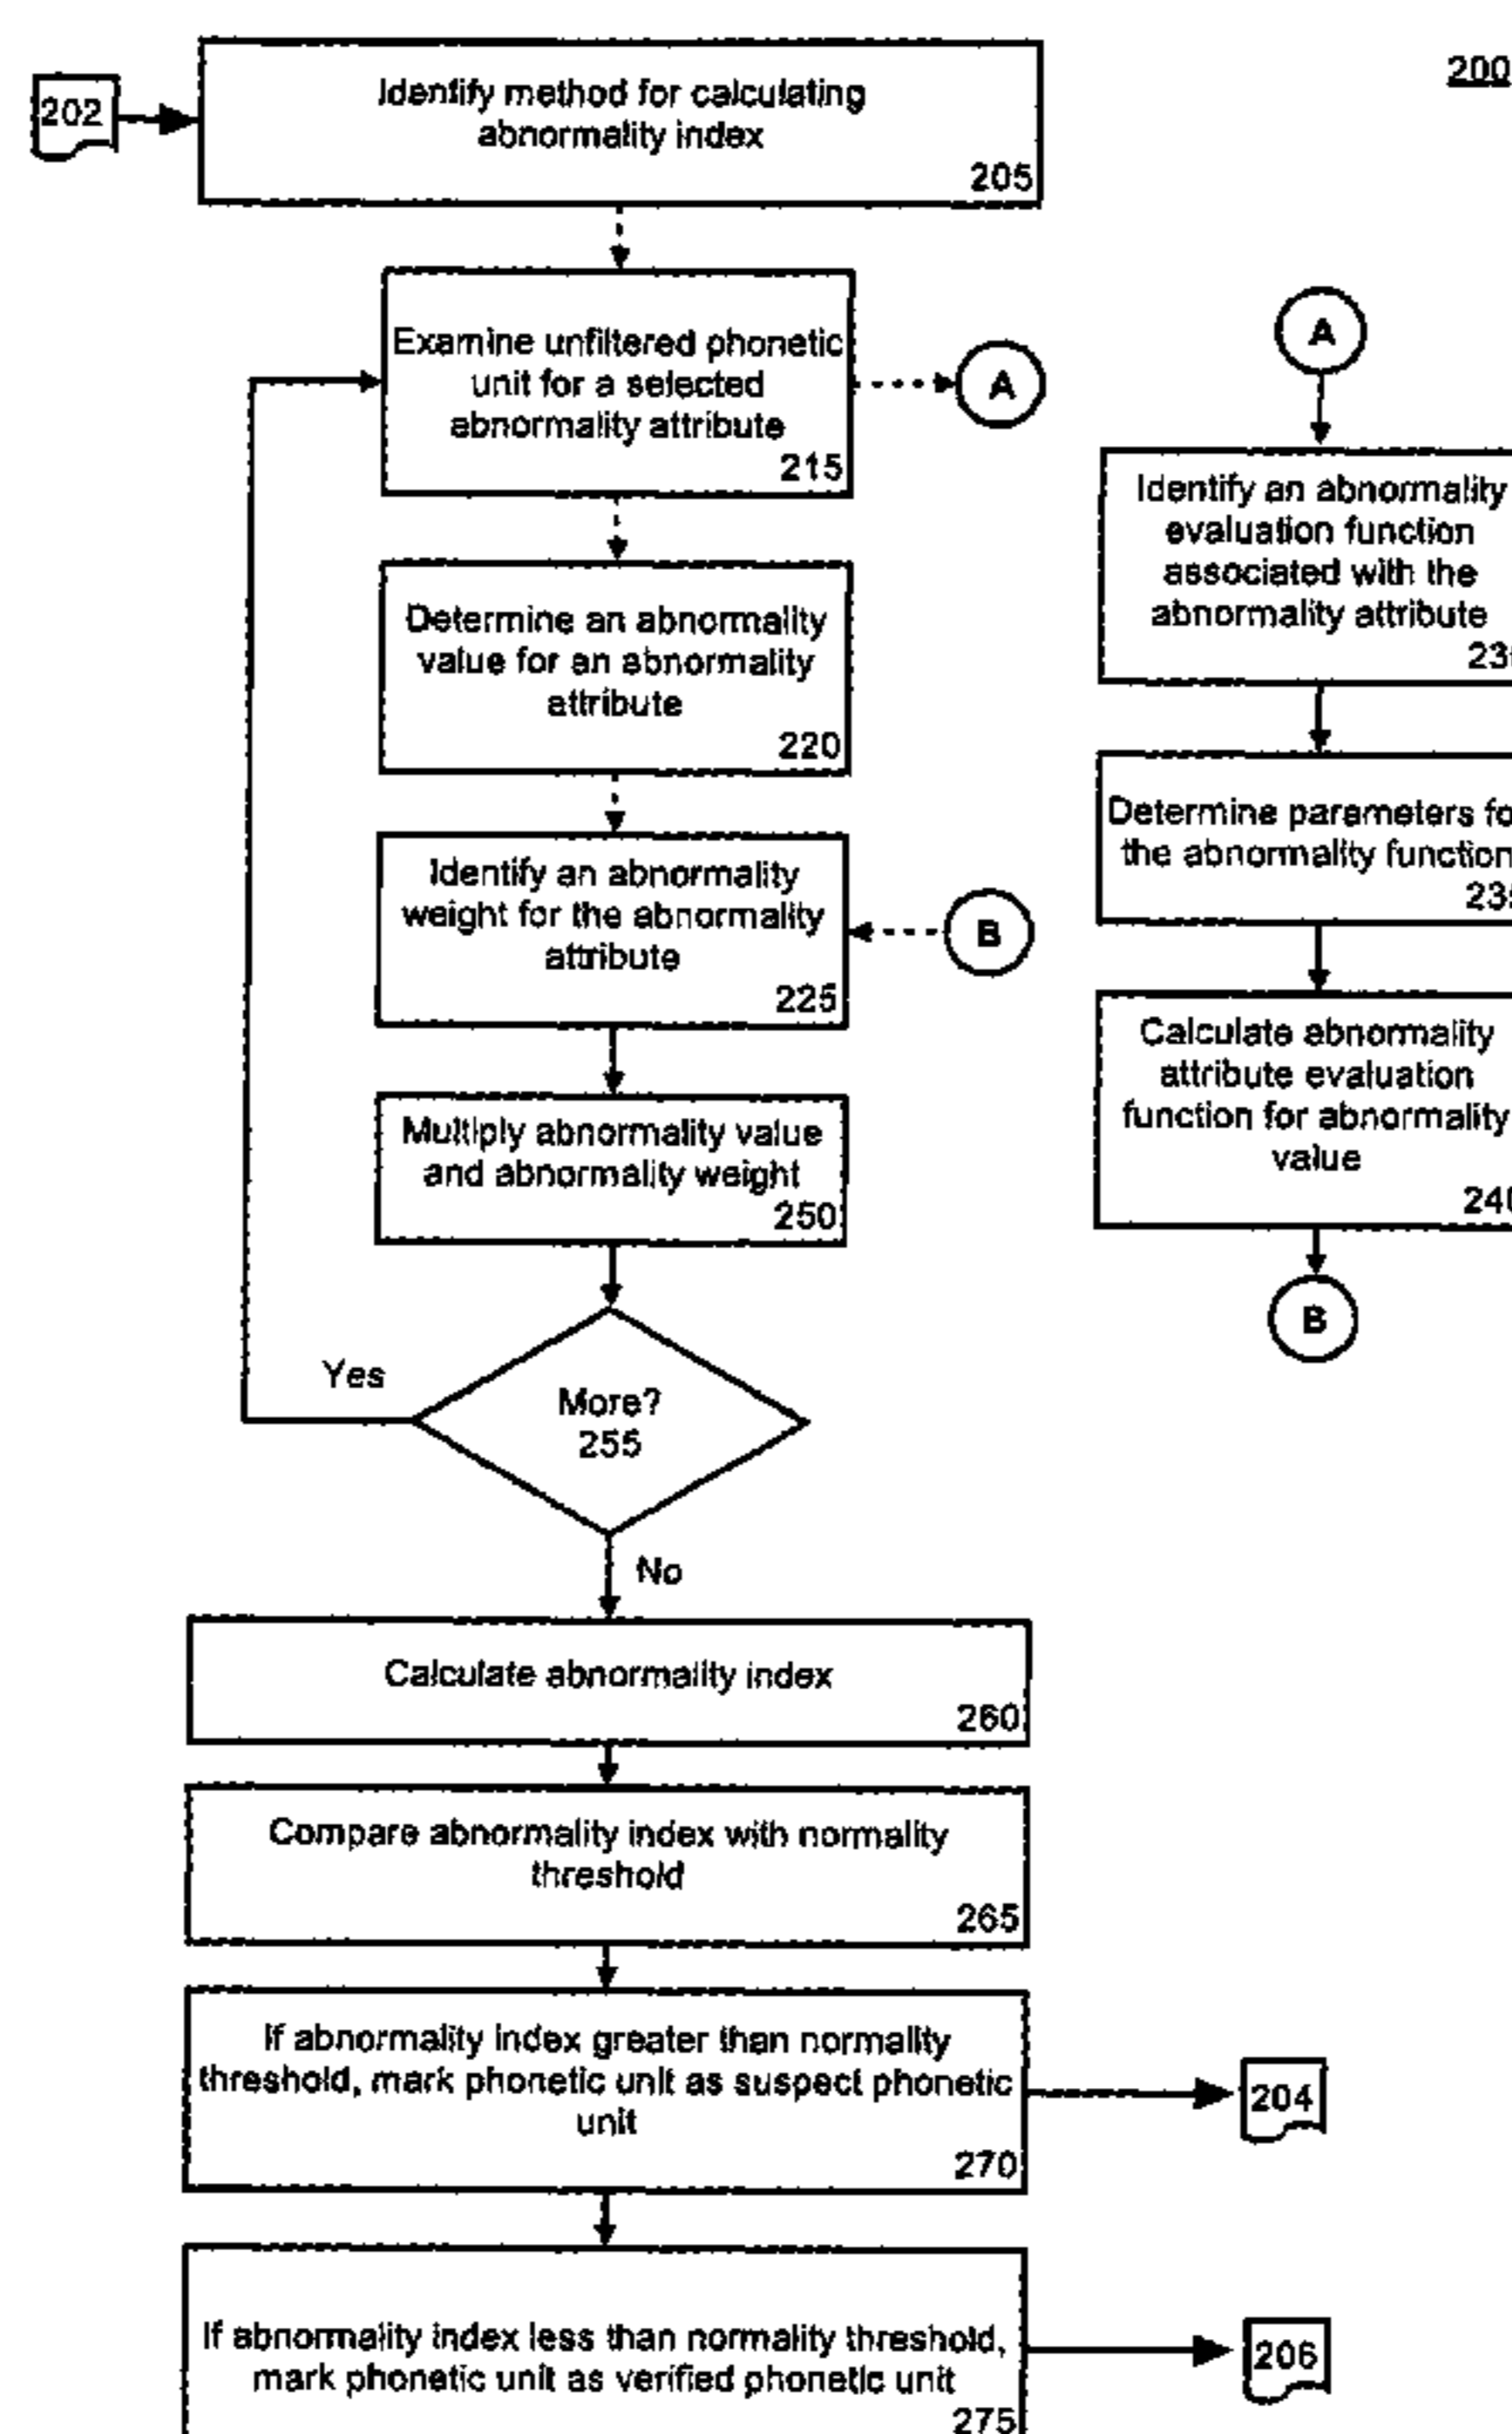 200
202
Identify method for calculating
abnormality index
205
Examine unfiltered phonetic
unit for a selected
abnormality attribute
215
A
Determine an abnormality
value for an abnormality
attribute
220
Identify an abnormality
weight for the abnormality
attribute
225
B
Multiply abnormality value
and abnormality weight
250
More?
255
Yes
No
A
Identify an abnormality
evaluation function
associated with the
abnormality attribute
Determine parameters
the abnormality function
Calculate abnormality
attribute evaluation
function for abnormality
value
240
B
Calculate abnormality index
260
Compare abnormality index with normality
threshold
265
If abnormality index greater than normality
threshold, mark phonetic unit as suspect phonetic
unit
270
204
If abnormality index less than normality threshold,
mark phonetic unit as verified phonetic unit
275
206